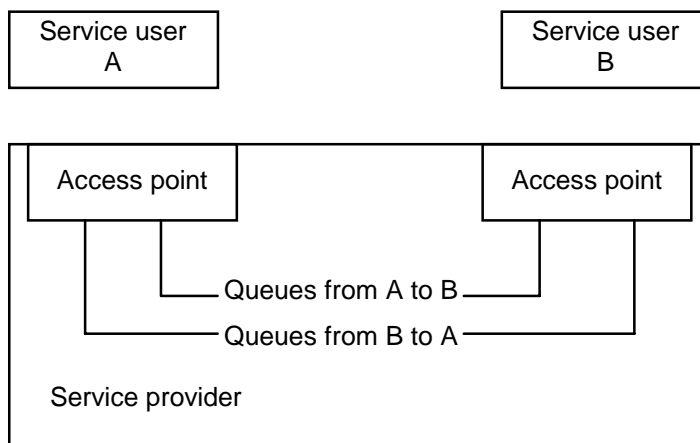 Service user
A
Service user
B
Access point
Access point
Queues from A to B
Queues from B to A
Service provider